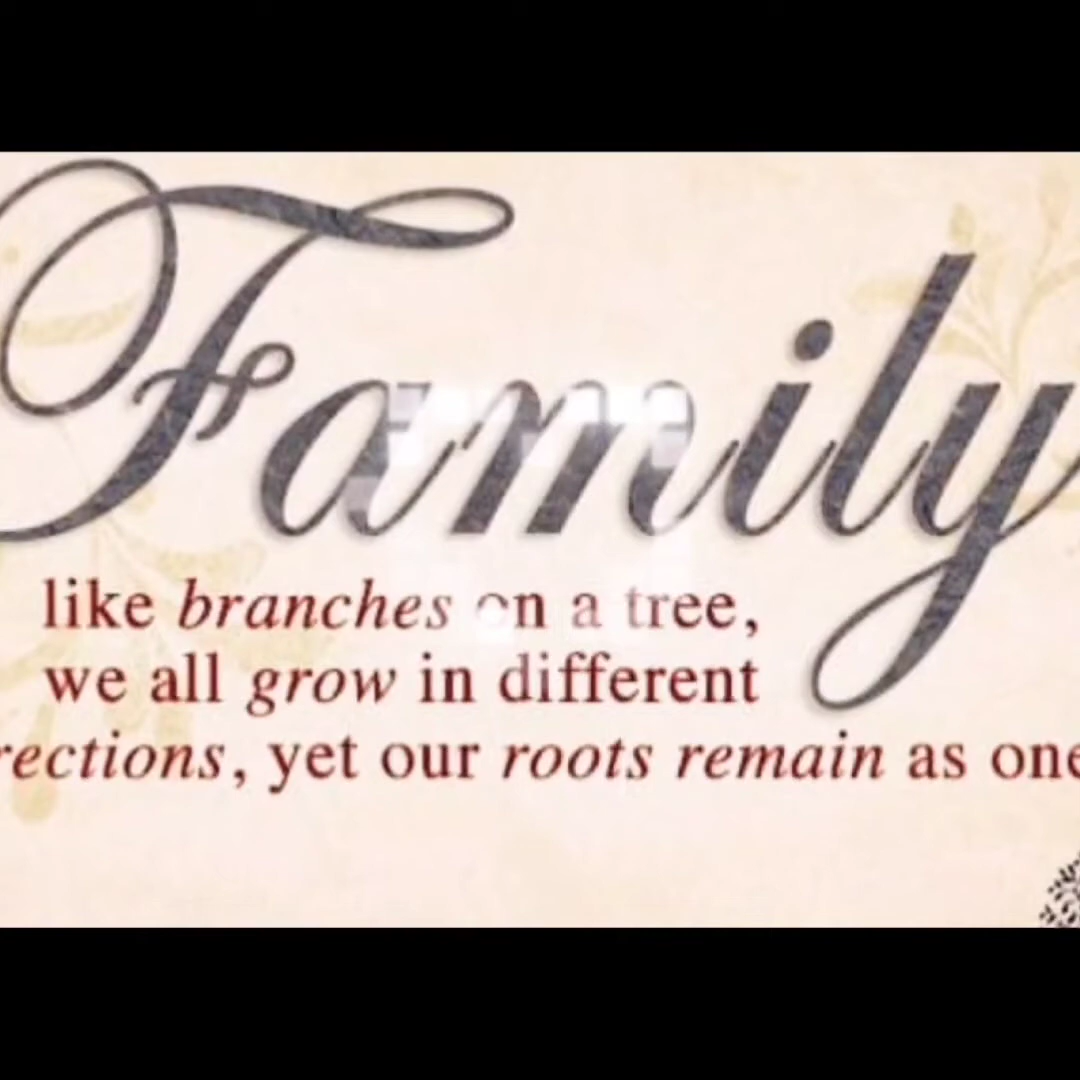 Family
like branches on a tree,
we all grow in different
rections, yet our roots remain as one